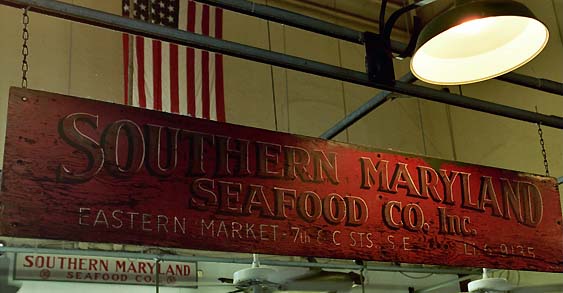 SOUTHERN MARYLAND
SEAFOOD CO. Inc.
EASTERN MARKET - 7th & C STS. S.E.
SOUTHERN MARYLAND
SEAFOOD CO.